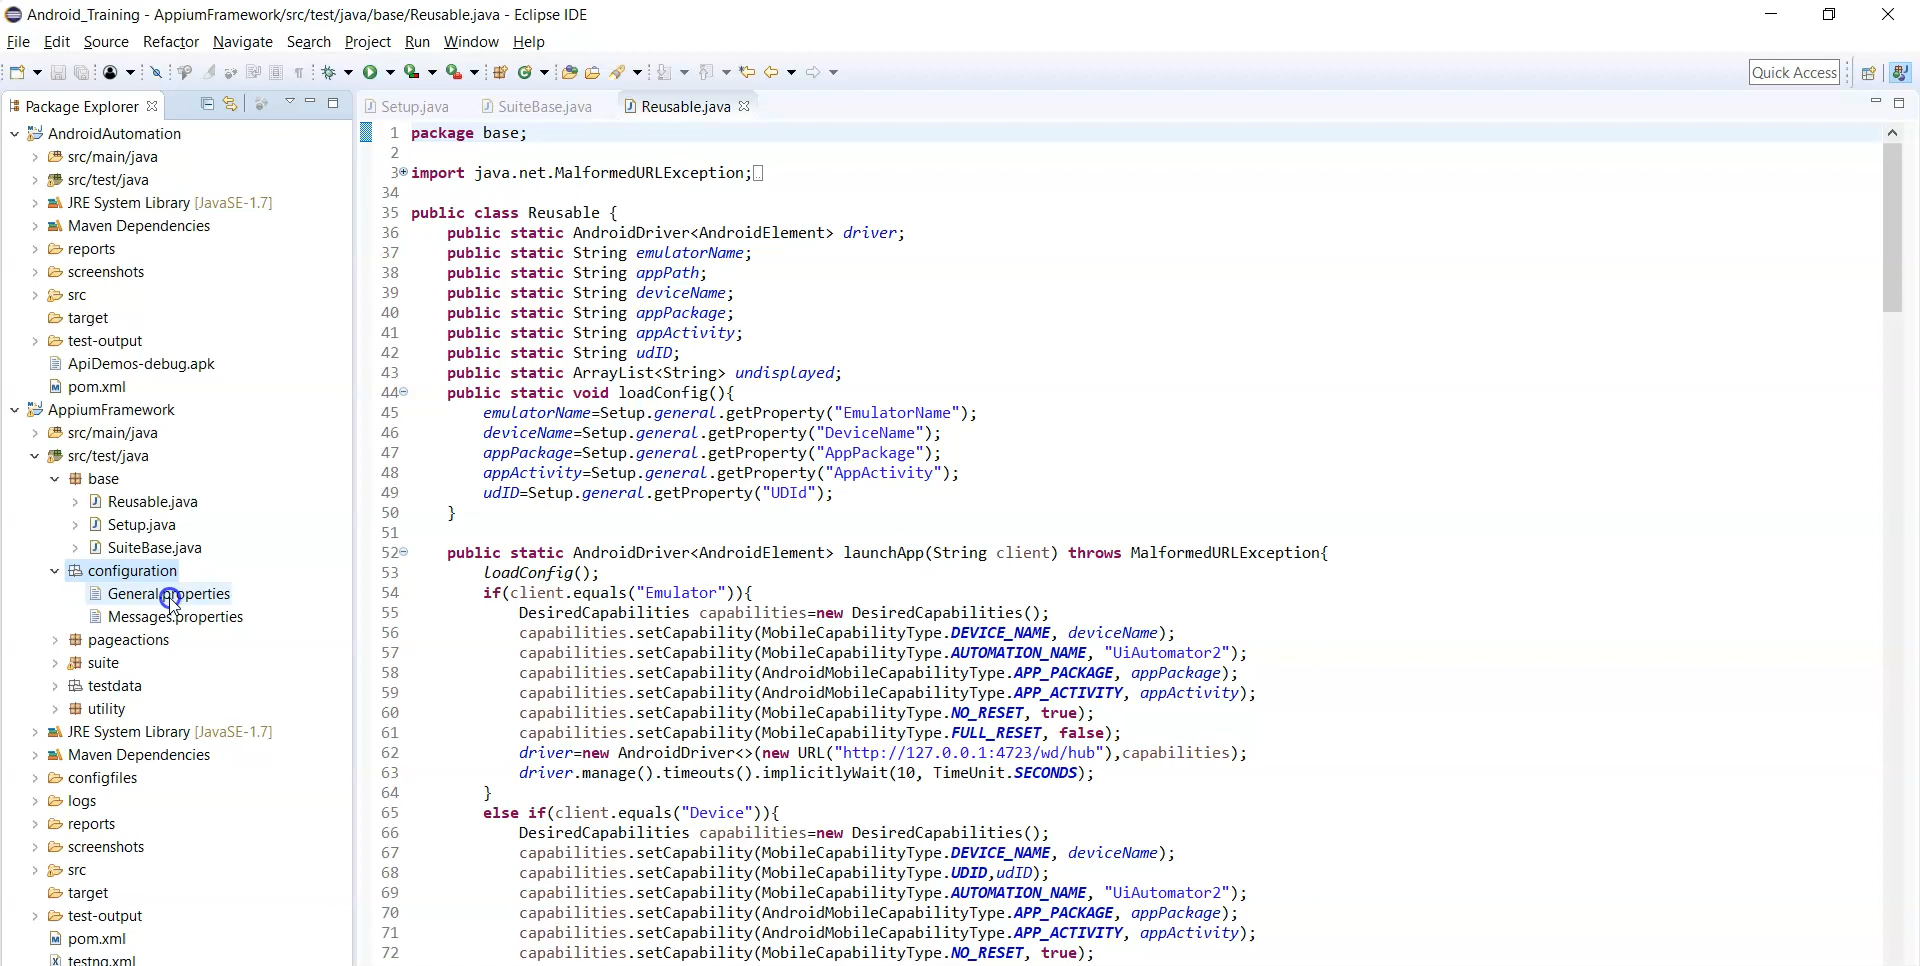 Android_Training - AppiumFramework/src/test/java/base/Reusable.java - Eclipse IDE
File Edit Source Refactor Navigate Search Project Run Window Help
Quick Access
Package Explorer
AndroidAutomation
src/main/java
src/test/java
JRE System Library [JavaSE-1.7]
Maven Dependencies
reports
screenshots
src
target
test-output
ApiDemos-debug.apk
pom.xml
AppiumFramework
src/main/java
src/test/java
base
Reusable.java
Setup.java
SuiteBase.java
configuration
General.properties
Messages.properties
pageactions
suite
testdata
utility
JRE System Library [JavaSE-1.7]
Maven Dependencies
configfiles
logs
reports
screenshots
src
target
test-output
pom.xml
testng.xml
Setup.java SuiteBase.java Reusable.java
1 package base;
2
3 import java.net.MalformedURLException;
34
35 public class Reusable {
36 public static AndroidDriver<AndroidElement> driver;
37 public static String emulatorName;
38 public static String appPath;
39 public static String deviceName;
40 public static String appPackage;
41 public static String appActivity;
42 public static String udID;
43 public static ArrayList<String> undisplayed;
44 public static void loadConfig(){
45 emulatorName=Setup.general.getProperty("EmulatorName");
46 deviceName=Setup.general.getProperty("DeviceName");
47 appPackage=Setup.general.getProperty("AppPackage");
48 appActivity=Setup.general.getProperty("AppActivity");
49 udID=Setup.general.getProperty("UDId");
50 }
51
52 public static AndroidDriver<AndroidElement> launchApp(String client) throws MalformedURLException{
53 loadConfig();
54 if(client.equals("Emulator")){
55 DesiredCapabilities capabilities=new DesiredCapabilities();
56 capabilities.setCapability(MobileCapabilityType.DEVICE_NAME, deviceName);
57 capabilities.setCapability(MobileCapabilityType.AUTOMATION_NAME, "UiAutomator2");
58 capabilities.setCapability(AndroidMobileCapabilityType.APP_PACKAGE, appPackage);
59 capabilities.setCapability(AndroidMobileCapabilityType.APP_ACTIVITY, appActivity);
60 capabilities.setCapability(MobileCapabilityType.NO_RESET, true);
61 capabilities.setCapability(MobileCapabilityType.FULL_RESET, false);
62 driver=new AndroidDriver<>(new URL("http://127.0.0.1:4723/wd/hub"),capabilities);
63 driver.manage().timeouts().implicitlyWait(10, TimeUnit.SECONDS);
64 }
65 else if(client.equals("Device")){
66 DesiredCapabilities capabilities=new DesiredCapabilities();
67 capabilities.setCapability(MobileCapabilityType.DEVICE_NAME, deviceName);
68 capabilities.setCapability(MobileCapabilityType.UDID,udID);
69 capabilities.setCapability(MobileCapabilityType.AUTOMATION_NAME, "UiAutomator2");
70 capabilities.setCapability(AndroidMobileCapabilityType.APP_PACKAGE, appPackage);
71 capabilities.setCapability(AndroidMobileCapabilityType.APP_ACTIVITY, appActivity);
72 capabilities.setCapability(MobileCapabilityType.NO_RESET, true);